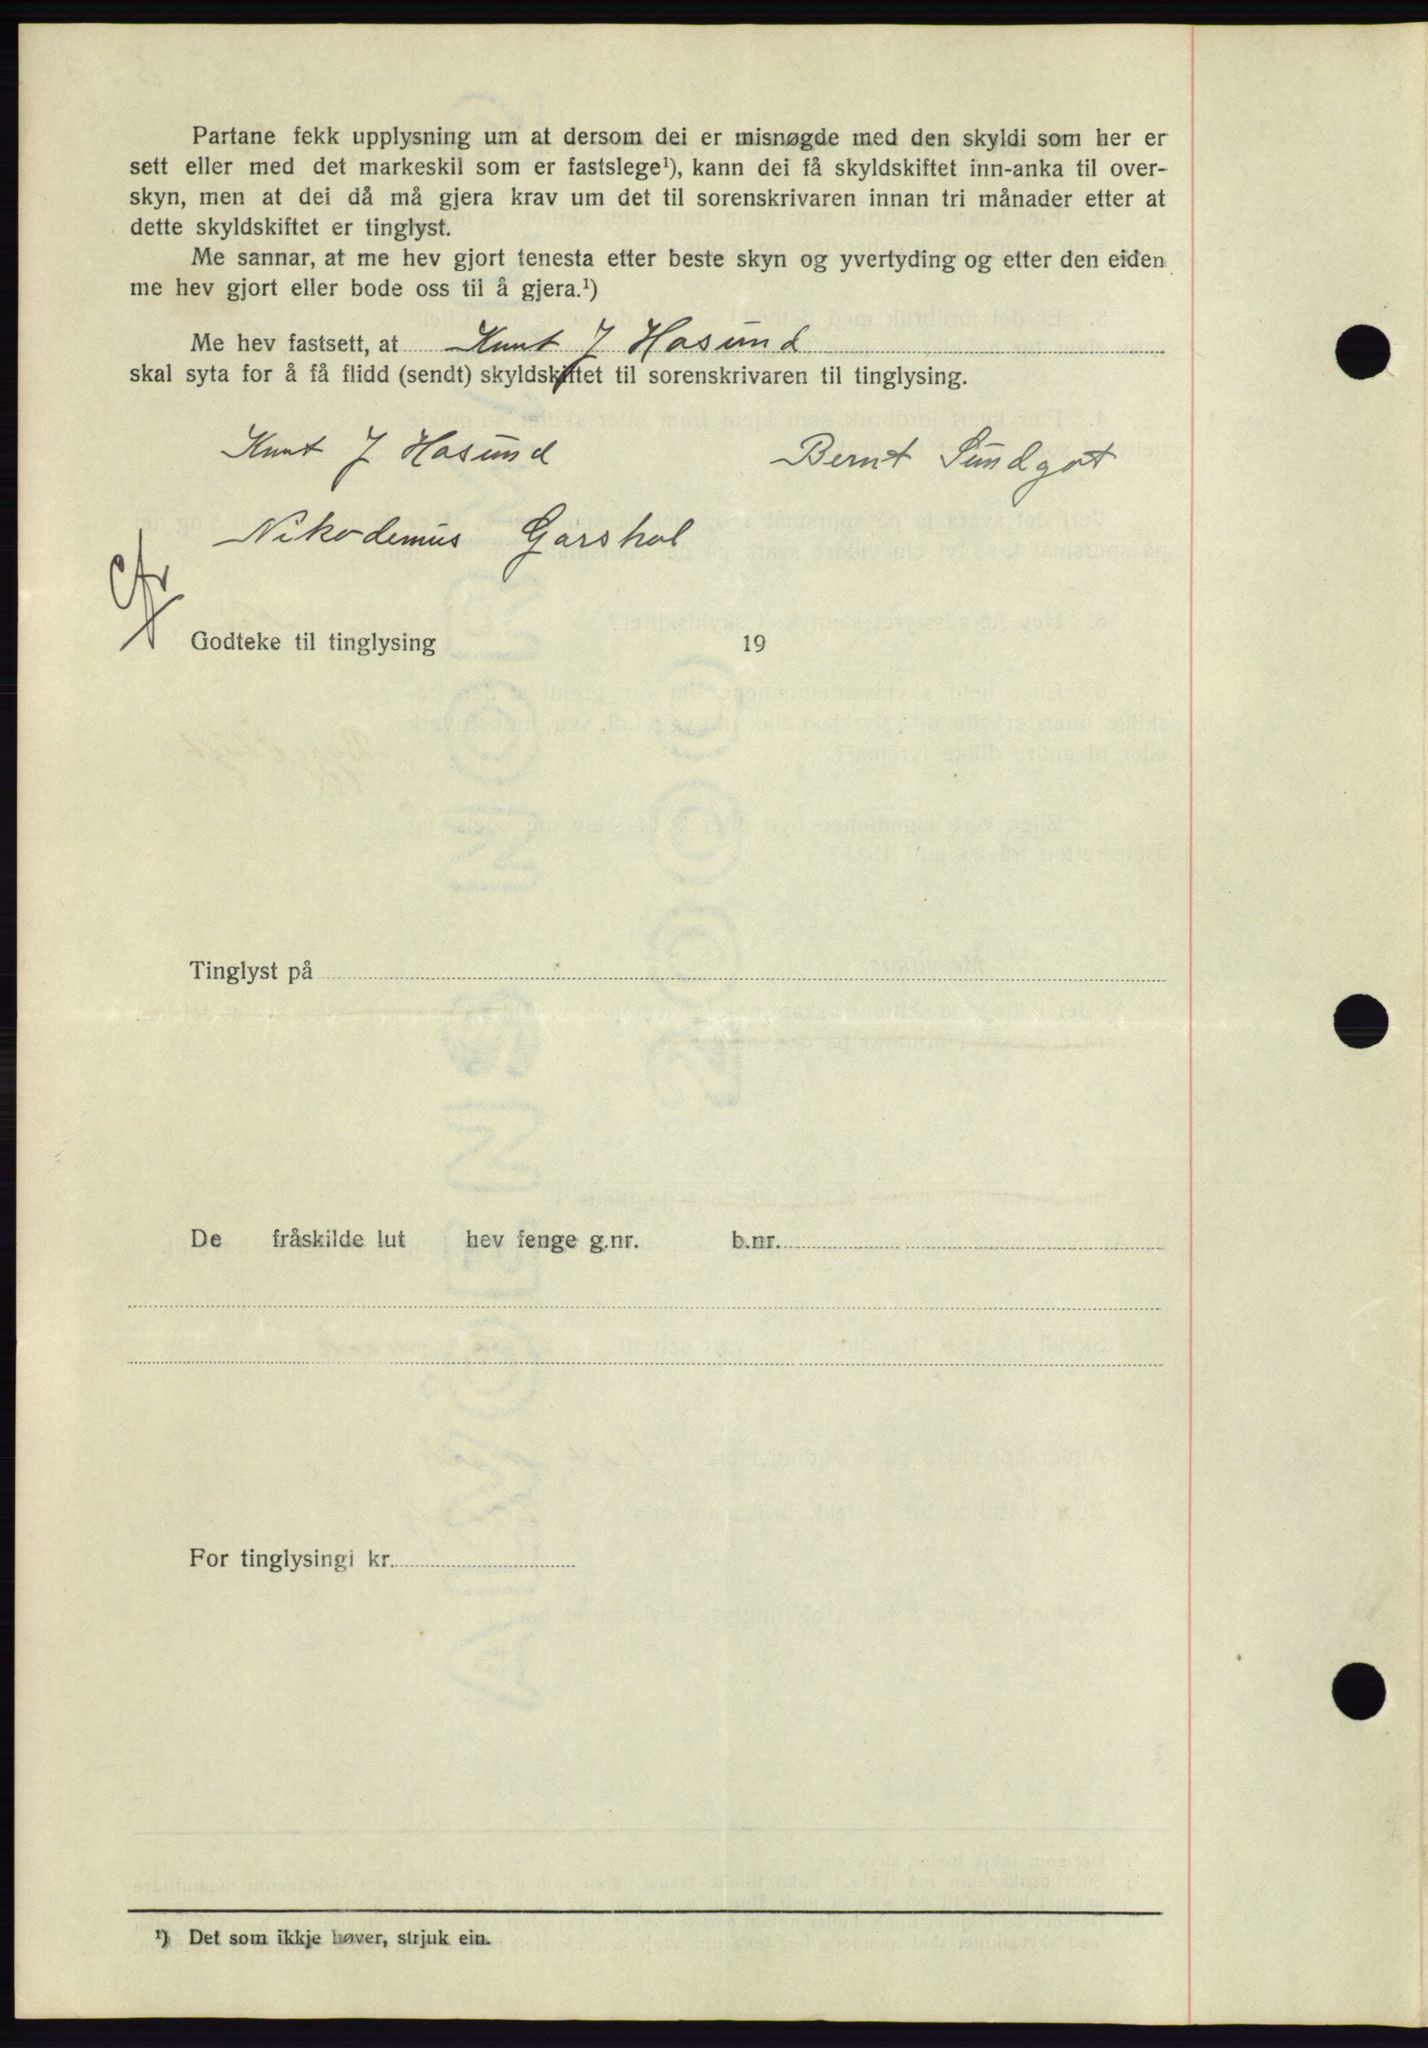 Partane fekk upplysning um at dersom dei er misnøgde med den skyldi som her er
sett eller med det markeskil som er fastslege¹), kann dei få skyldskiftet inn-anka til over-
skyn, men at dei då må gjera krav um det til sorenskrivaren innan tri månader etter at
dette skyldskiftet er tinglyst.
Me sannar, at me hev gjort tenesta etter beste skyn og yvertyding og etter den eiden
me hev gjort eller bode oss til å gjera.¹)
Me hev fastsett, at Knut J Hasund
skal syta for å få flidd (sendt) skyldskiftet til sorenskrivaren til tinglysing.
Knut J Hasund Bernt Sundgot
Nikodemus Garshol
cfr
Godteke til tinglysing 19
Tinglyst på
De fråskilde lut hev fenge g.nr. b.nr.
For tinglysingi kr.
¹) Det som ikkje høver, strjuk ein.